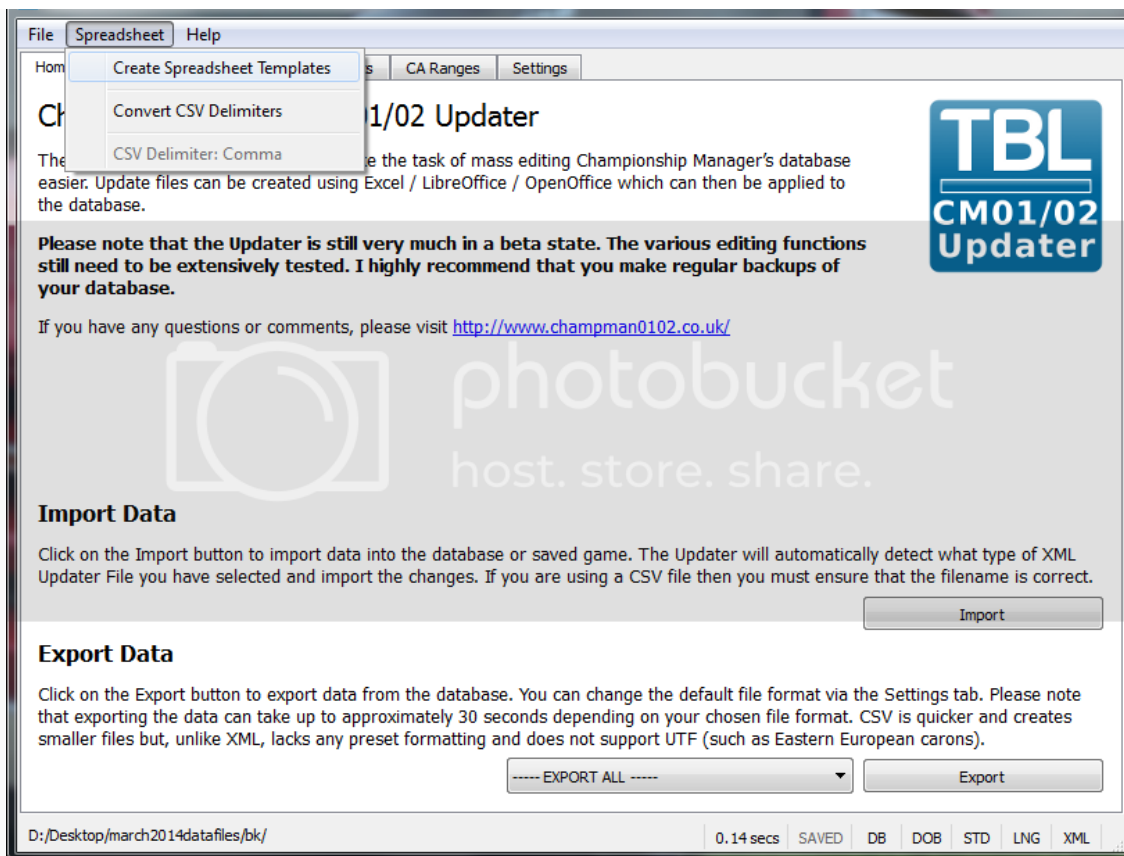 File Spreadsheet Help
Hom s CA Ranges Settings
Create Spreadsheet Templates
Convert CSV Delimiters
CSV Delimiter: Comma
Ch 1/02 Updater
The e the task of mass editing Championship Manager's database
easier. Update files can be created using Excel / LibreOffice / OpenOffice which can then be applied to
the database.
TBL
CM01/02
Updater
Please note that the Updater is still very much in a beta state. The various editing functions
still need to be extensively tested. I highly recommend that you make regular backups of
your database.
If you have any questions or comments, please visit http://www.champman0102.co.uk/
photobucket
host. store. share.
Import Data
Click on the Import button to import data into the database or saved game. The Updater will automatically detect what type of XML
Updater File you have selected and import the changes. If you are using a CSV file then you must ensure that the filename is correct.
Import
Export Data
Click on the Export button to export data from the database. You can change the default file format via the Settings tab. Please note
that exporting the data can take up to approximately 30 seconds depending on your chosen file format. CSV is quicker and creates
smaller files but, unlike XML, lacks any preset formatting and does not support UTF (such as Eastern European carons).
----- EXPORT ALL ----- Export
D:/Desktop/march2014datafiles/bk/ 0.14 secs SAVED DB DOB STD LNG XML